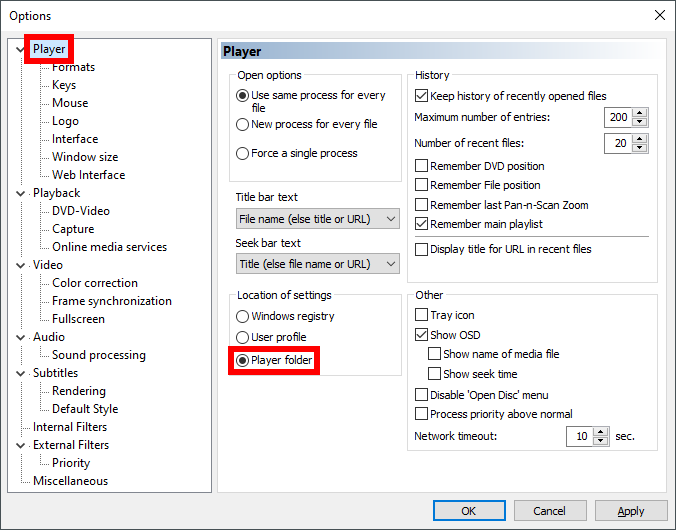 Options
Player
Formats
Keys
Mouse
Logo
Interface
Window size
Web Interface
Playback
DVD-Video
Capture
Online media services
Video
Color correction
Frame synchronization
Fullscreen
Audio
Sound processing
Subtitles
Rendering
Default Style
Internal Filters
External Filters
Priority
Miscellaneous
Player
Open options
Use same process for every
file
New process for every file
Force a single process
Title bar text
File name (else title or URL)
Seek bar text
Title (else file name or URL)
Location of settings
Windows registry
User profile
Player folder
History
Keep history of recently opened files
Maximum number of entries: 200
Number of recent files: 20
Remember DVD position
Remember File position
Remember last Pan-n-Scan Zoom
Remember main playlist
Display title for URL in recent files
Other
Tray icon
Show OSD
Show name of media file
Show seek time
Disable 'Open Disc' menu
Process priority above normal
Network timeout: 10 sec.
OK
Cancel
Apply